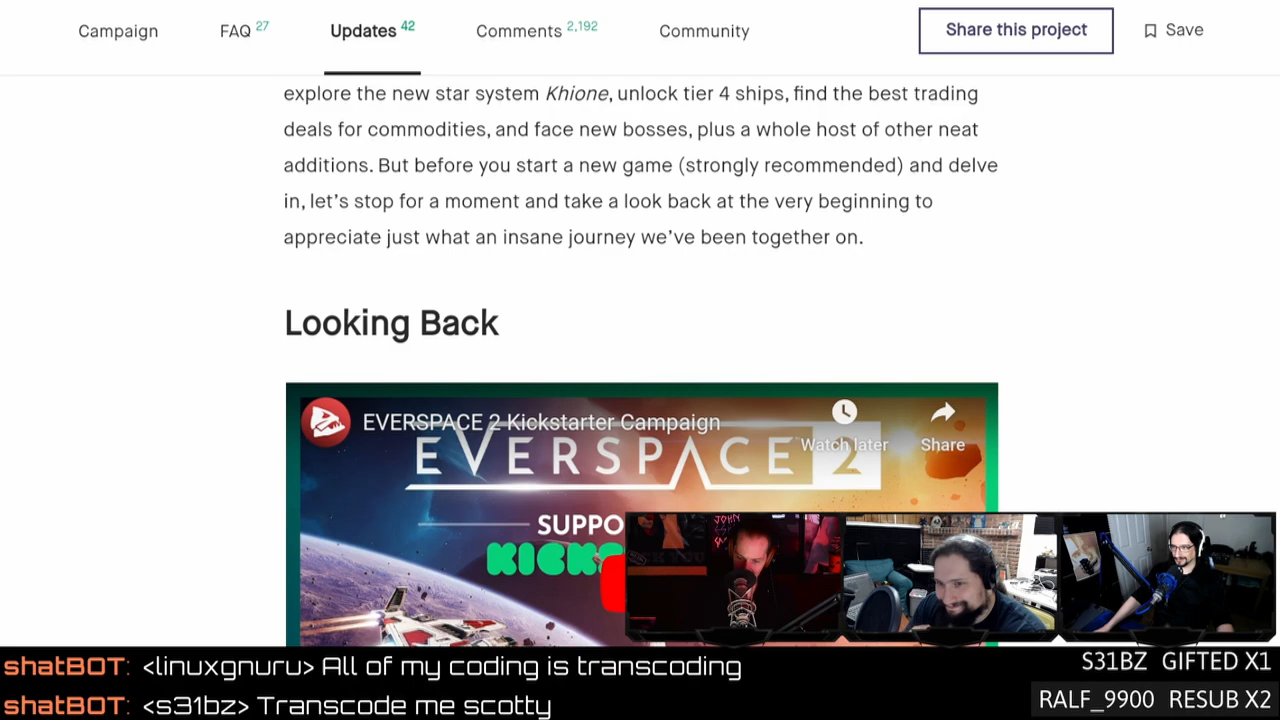 Campaign FAQ 27 Updates 42 Comments 2,192 Community Share this project Save
explore the new star system Khione, unlock tier 4 ships, find the best trading
deals for commodities, and face new bosses, plus a whole host of other neat
additions. But before you start a new game (strongly recommended) and delve
in, let’s stop for a moment and take a look back at the very beginning to
appreciate just what an insane journey we’ve been together on.
Looking Back
EVERSPACE 2 Kickstarter Campaign
Watch later Share
EVERSPACE 2
SUPPO
KICKS
JOHN
shatBOT: <linuxgnuru> All of my coding is transcoding
shatBOT: <s31bz> Transcode me scotty
S31BZ GIFTED X1
RALF_9900 RESUB X2